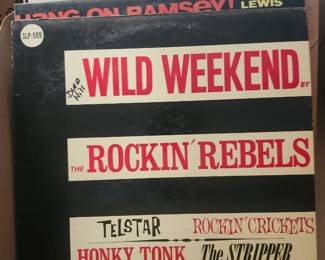 HANG ON RAMSEY!
LEWIS
SLP-509
WILD WEEKEND BY
THE ROCKIN' REBELS
TELSTAR ROCKIN' CRICKETS
HONKY TONK The STRIPPER